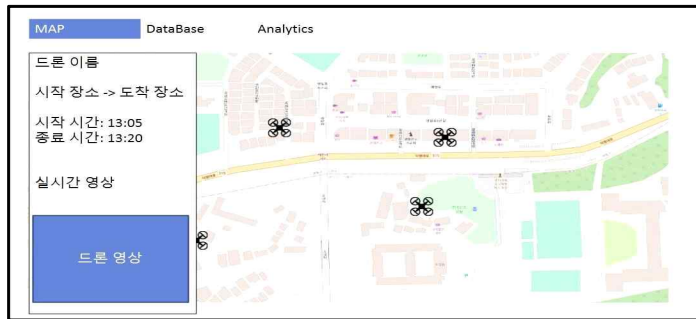 MAP DataBase Analytics
드론 이름
시작 장소 -> 도착 장소
시작 시간: 13:05
종료 시간: 13:20
실시간 영상
드론 영상